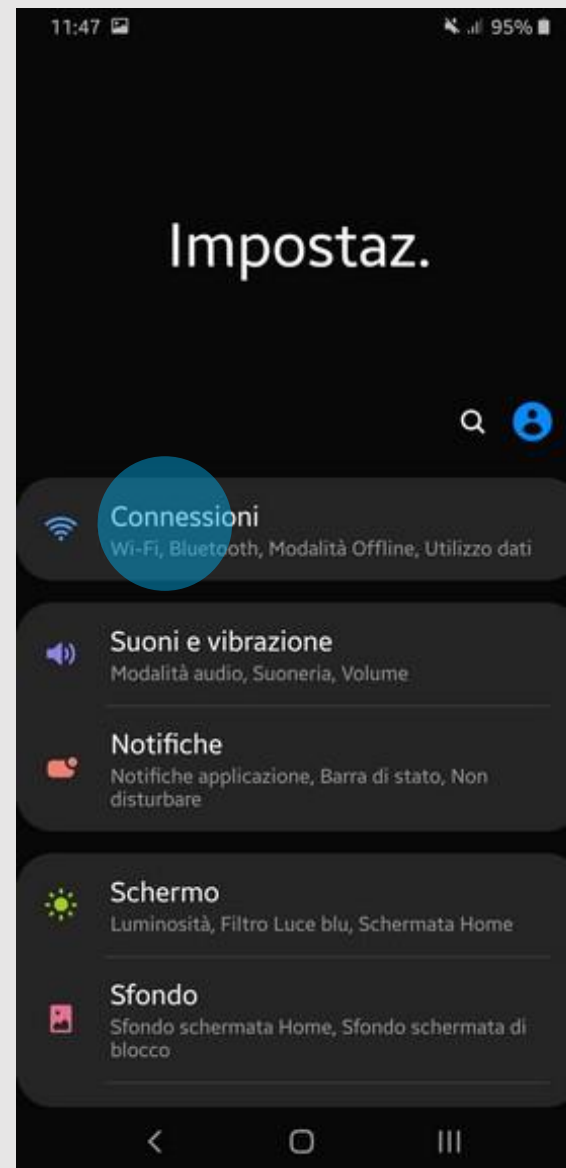 11:47 95%
Impostaz.
Connessioni
Wi-Fi, Bluetooth, Modalità Offline, Utilizzo dati
Suoni e vibrazione
Modalità audio, Suoneria, Volume
Notifiche
Notifiche applicazione, Barra di stato, Non
disturbare
Schermo
Luminosità, Filtro Luce blu, Schermata Home
Sfondo
Sfondo schermata Home, Sfondo schermata di
blocco